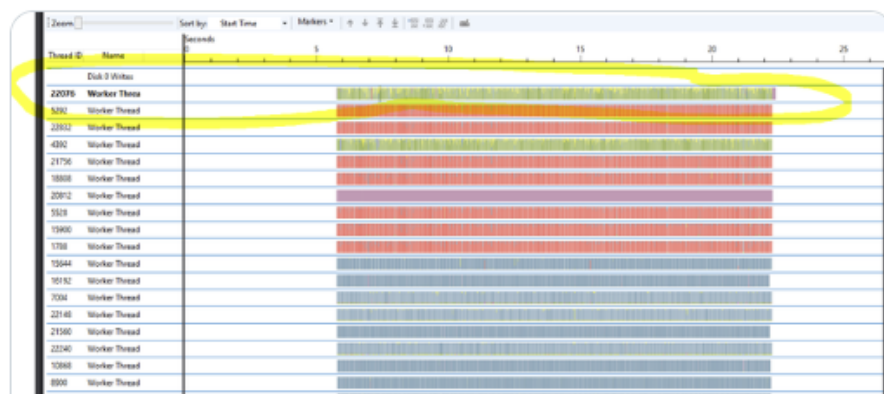 Zoom Sort by: Start Time Markers
Seconds
Thread ID Name 0 5 10 15 20 25
Disk 0 Writes
22076 Worker Threa
5292 Worker Thread
22832 Worker Thread
4392 Worker Thread
21756 Worker Thread
18808 Worker Thread
20912 Worker Thread
5528 Worker Thread
15900 Worker Thread
1788 Worker Thread
15644 Worker Thread
16192 Worker Thread
7004 Worker Thread
22148 Worker Thread
21580 Worker Thread
22240 Worker Thread
10868 Worker Thread
8908 Worker Thread